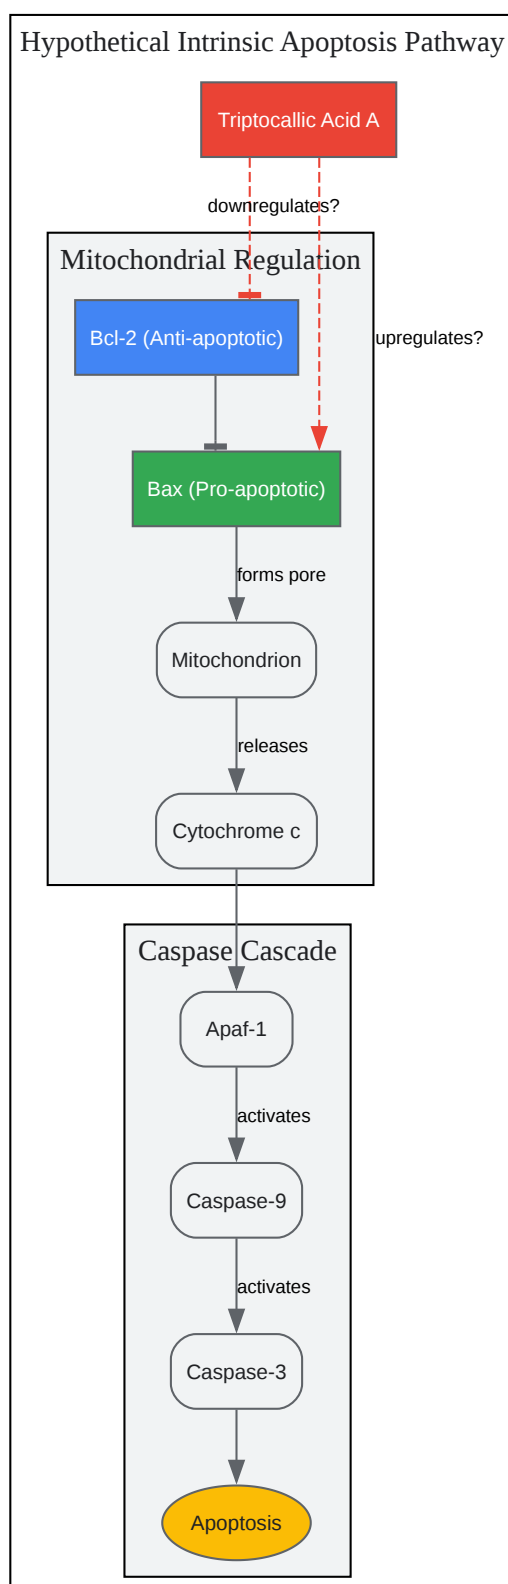 Hypothetical Intrinsic Apoptosis Pathway
Triptocallic Acid A
downregulates?
Mitochondrial Regulation
Bcl-2 (Anti-apoptotic)
upregulates?
Bax (Pro-apoptotic)
forms pore
Mitochondrion
releases
Cytochrome c
Caspase Cascade
Apaf-1
activates
Caspase-9
activates
Caspase-3
Apoptosis